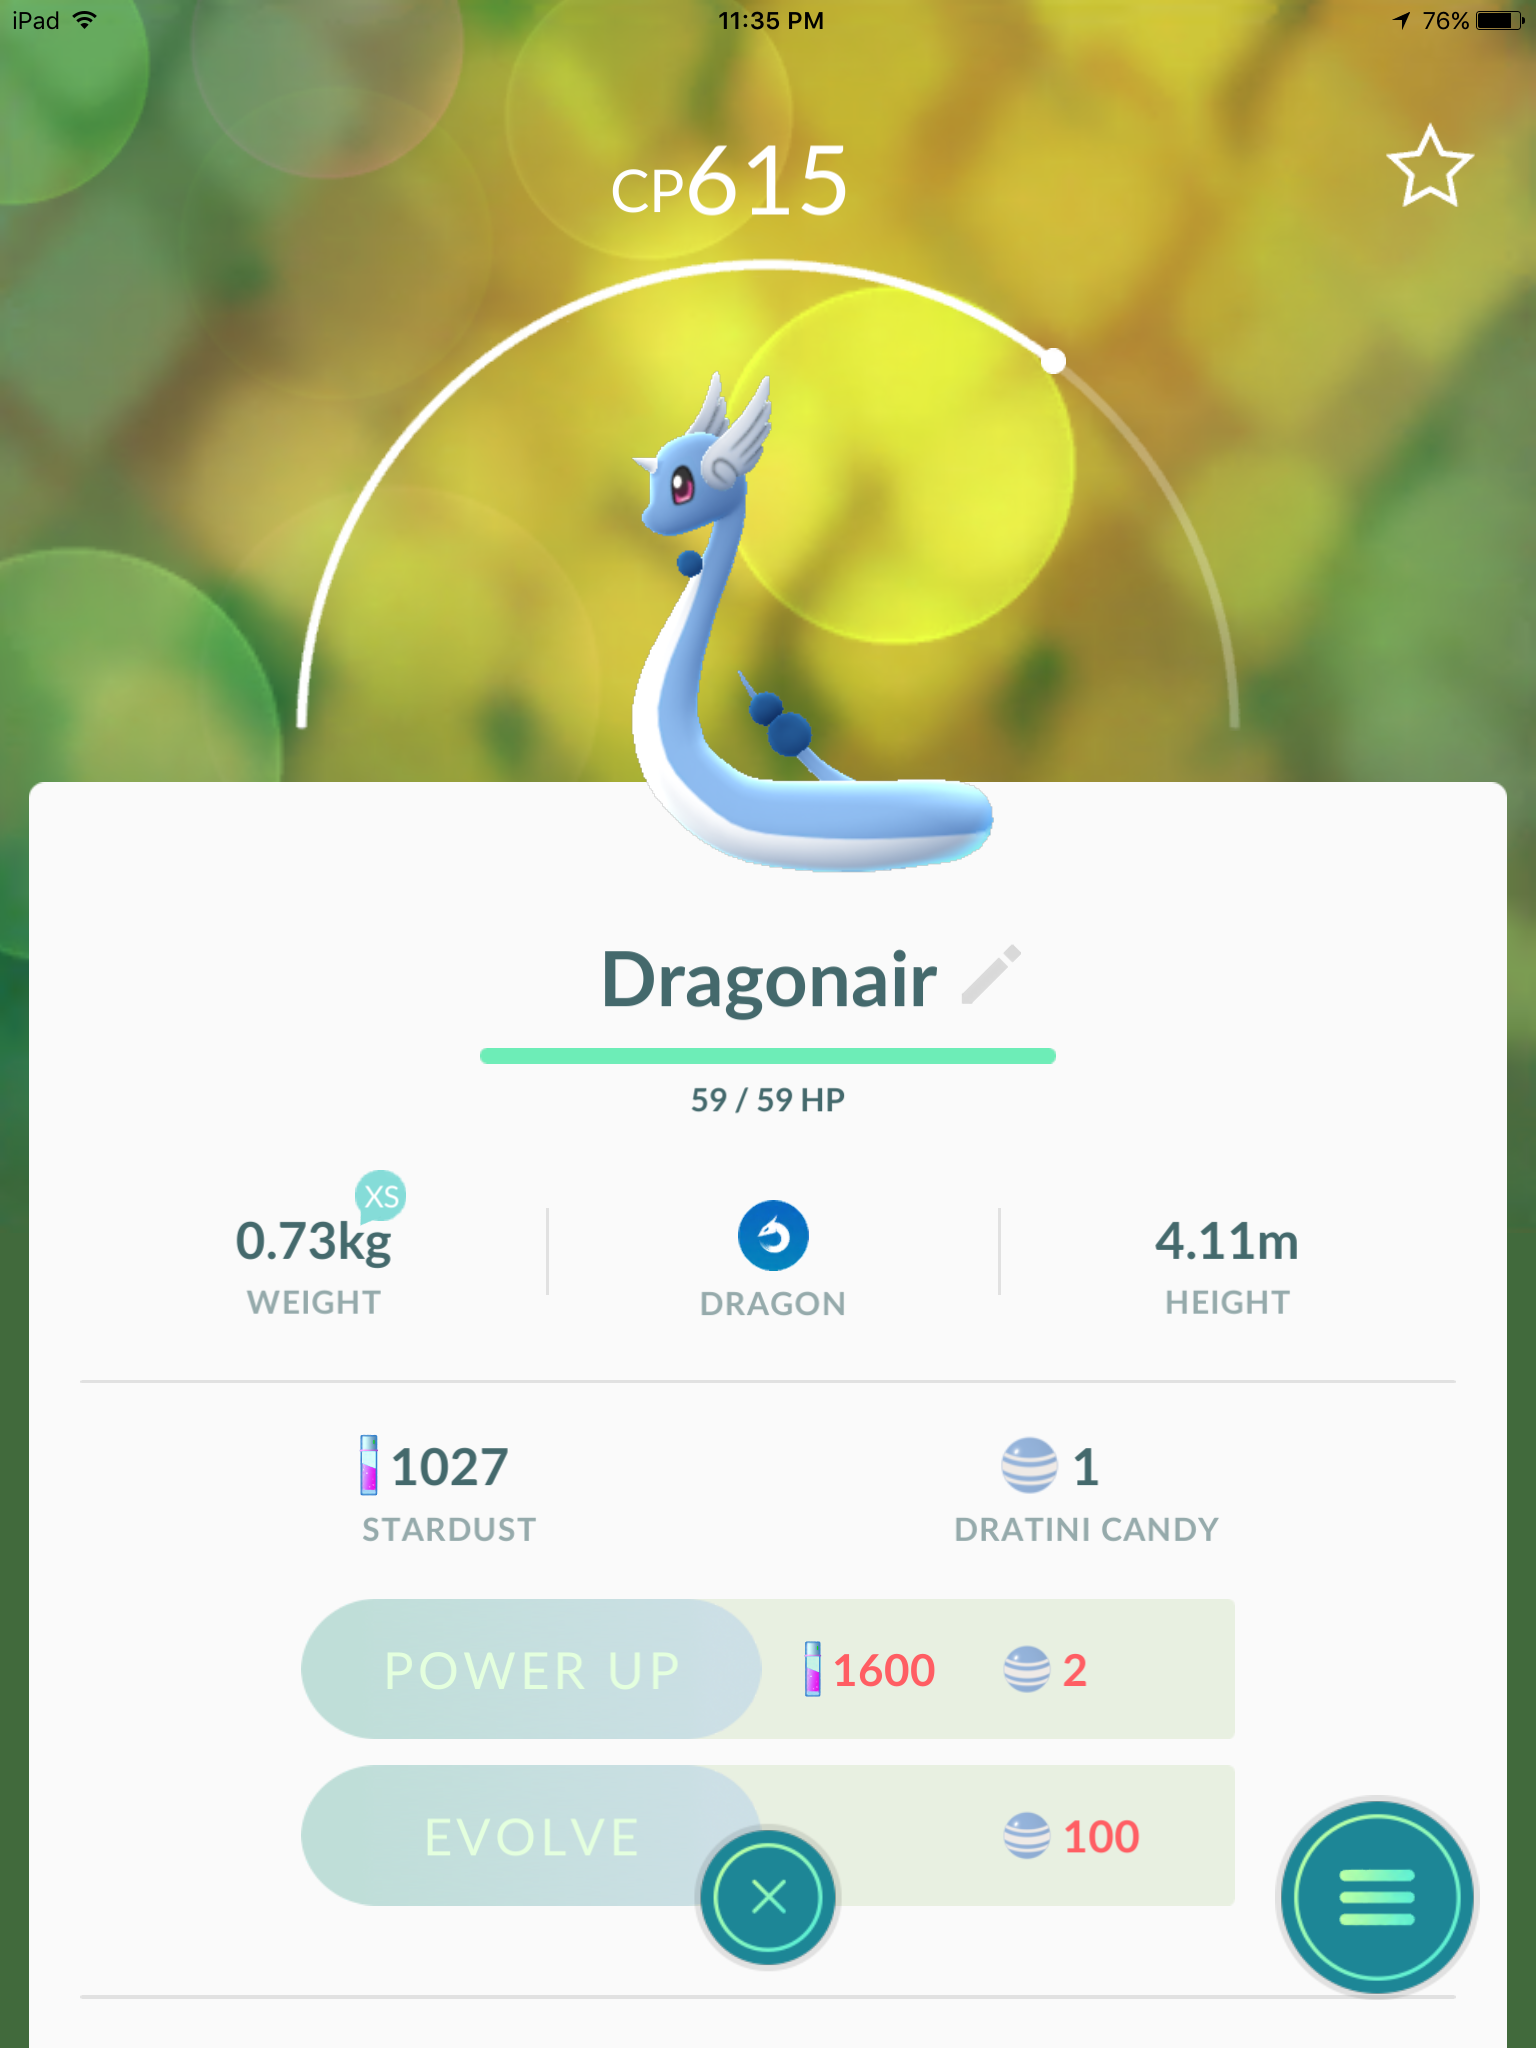 iPad 11:35 PM 76%
CP615
Dragonair
59 / 59 HP
XS
0.73kg 4.11m
WEIGHT DRAGON HEIGHT
1027 1
STARDUST DRATINI CANDY
POWER UP 1600 2
EVOLVE 100